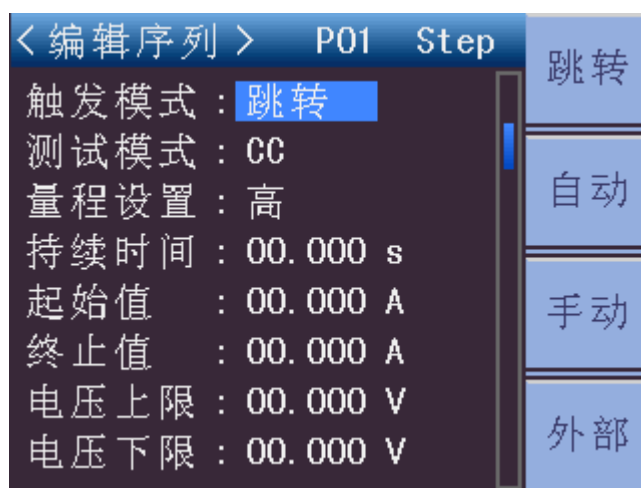 <编辑序列> P01 Step
触发模式：跳转
测试模式：CC
量程设置：高
持续时间：00.000 s
起始值 ：00.000 A
终止值 ：00.000 A
电压上限：00.000 V
电压下限：00.000 V
跳转
自动
手动
外部